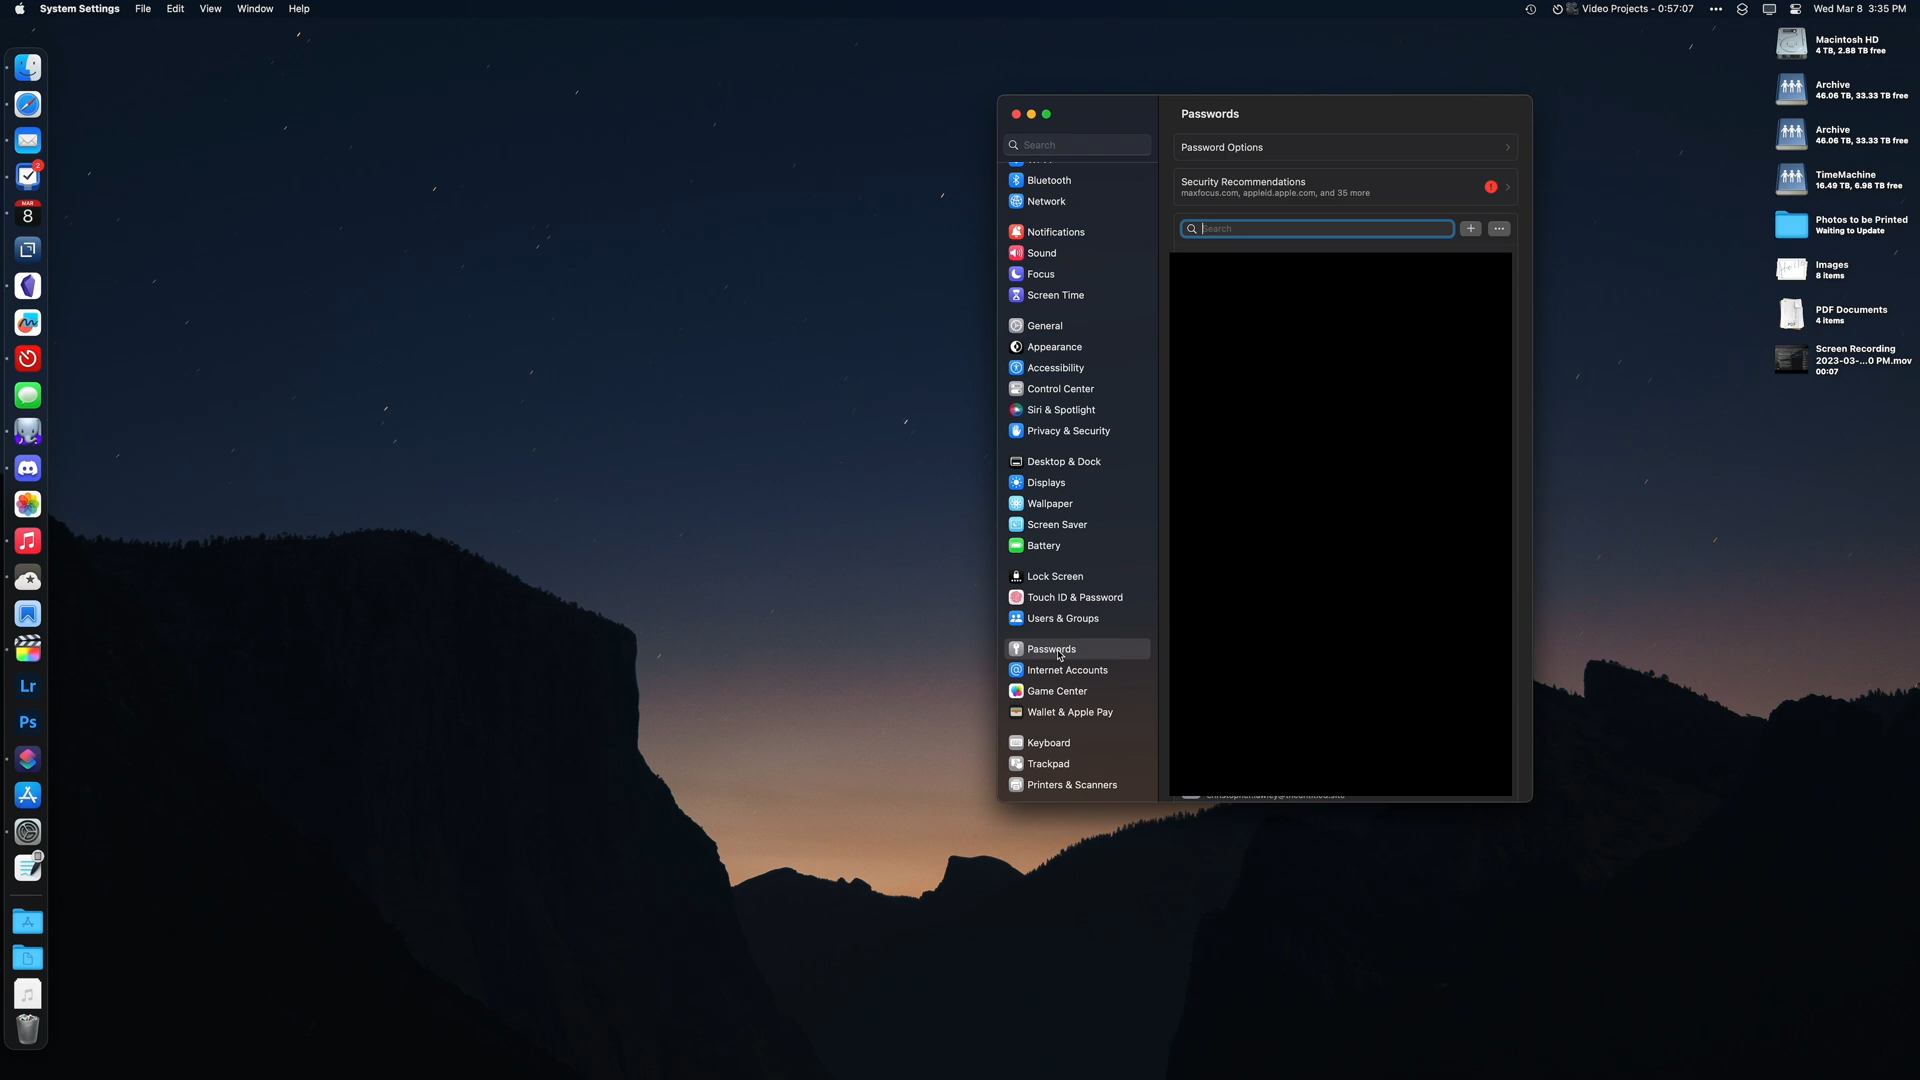 System Settings File Edit View Window Help
Video Projects - 0:57:07 ••• Wed Mar 8 3:35 PM
Macintosh HD
4 TB, 2.88 TB free
Archive
46.06 TB, 33.33 TB free
Archive
46.06 TB, 33.33 TB free
TimeMachine
16.49 TB, 6.98 TB free
Photos to be Printed
Waiting to Update
Images
8 items
PDF Documents
4 items
Screen Recording
2023-03-...0 PM.mov
00:07
2
MAR
8
Lr
Ps
Search
Bluetooth
Network
Notifications
Sound
Focus
Screen Time
General
Appearance
Accessibility
Control Center
Siri & Spotlight
Privacy & Security
Desktop & Dock
Displays
Wallpaper
Screen Saver
Battery
Lock Screen
Touch ID & Password
Users & Groups
Passwords
Internet Accounts
Game Center
Wallet & Apple Pay
Keyboard
Trackpad
Printers & Scanners
Passwords
Password Options
Security Recommendations
maxfocus.com, appleid.apple.com, and 35 more
Search